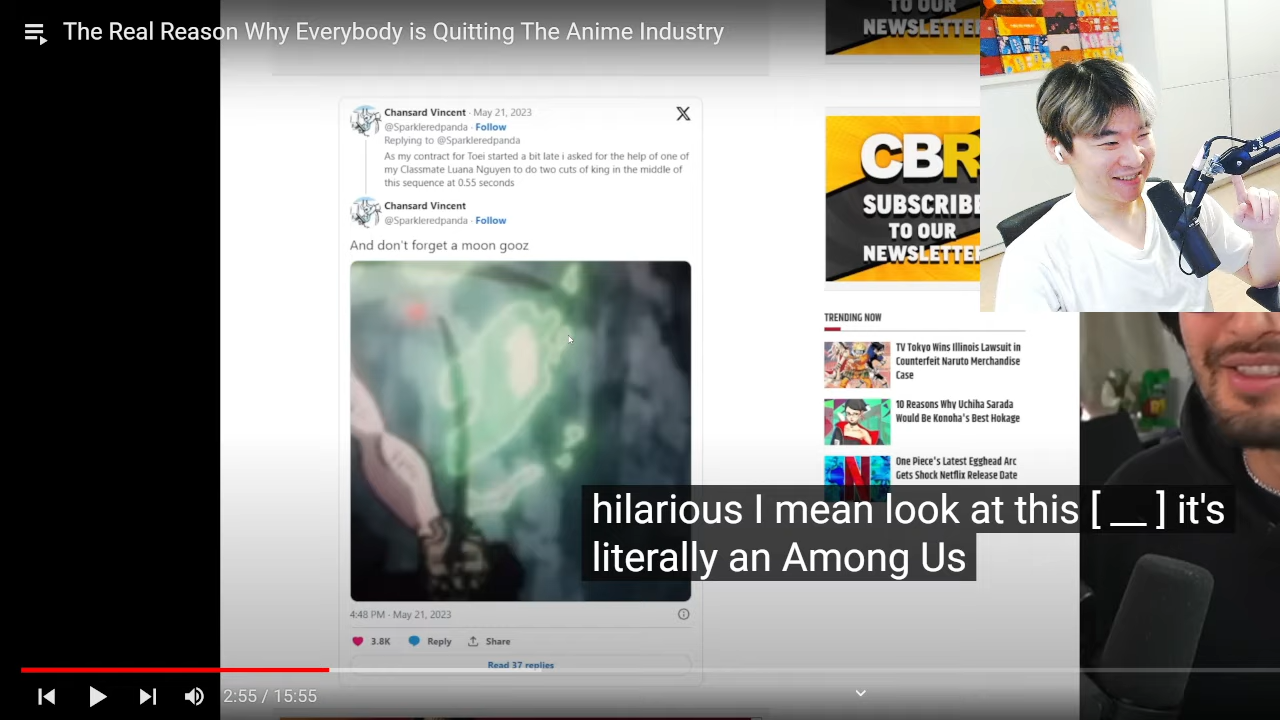 The Real Reason Why Everybody is Quitting The Anime Industry
TO OUR
NEWSLETTER
Chansard Vincent · May 21, 2023
@Sparkleredpanda · Follow
Replying to @Sparkleredpanda
As my contract for Toei started a bit late i asked for the help of one of
my Classmate Luana Nguyen to do two cuts of king in the middle of
this sequence at 0.55 seconds
Chansard Vincent
@Sparkleredpanda · Follow
And don't forget a moon gooz
4:48 PM · May 21, 2023
3.8K
Reply
Share
Read 37 replies
CBR
SUBSCRIBE
TO OUR
NEWSLETTER
TRENDING NOW
TV Tokyo Wins Illinois Lawsuit in
Counterfeit Naruto Merchandise
Case
10 Reasons Why Uchiha Sarada
Would Be Konoha's Best Hokage
One Piece's Latest Egghead Arc
Gets Shock Netflix Release Date
hilarious I mean look at this [ __ ] it's
literally an Among Us
2:55 / 15:55